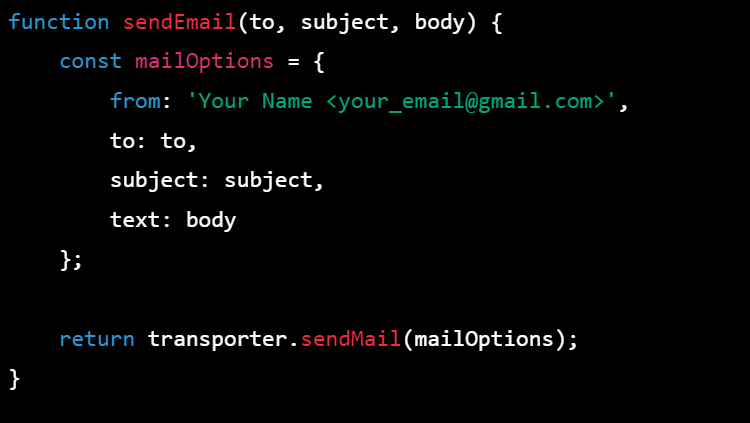 function sendEmail(to, subject, body) {
    const mailOptions = {
        from: 'Your Name <your_email@gmail.com>',
        to: to,
        subject: subject,
        text: body
    };

    return transporter.sendMail(mailOptions);
}